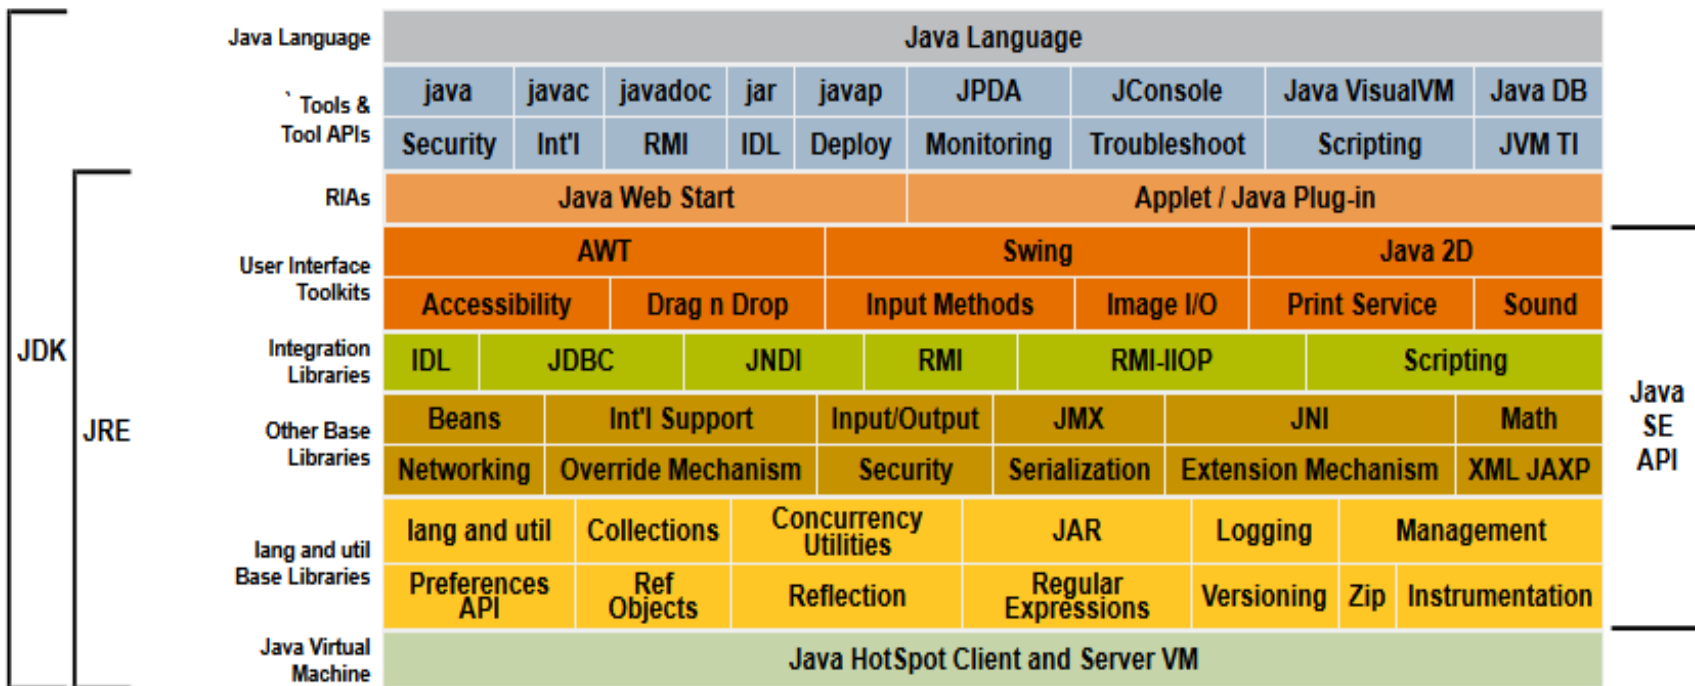 Java Language
Java Language
` Tools &
Tool APIs
java javac javadoc jar javap JPDA JConsole Java VisualVM Java DB
Security Int'l RMI IDL Deploy Monitoring Troubleshoot Scripting JVM TI
RIAs
Java Web Start Applet / Java Plug-in
User Interface
Toolkits
AWT Swing Java 2D
Accessibility Drag n Drop Input Methods Image I/O Print Service Sound
Integration
Libraries
IDL JDBC JNDI RMI RMI-IIOP Scripting
JDK
JRE
Other Base
Libraries
Beans Int'l Support Input/Output JMX JNI Math
Networking Override Mechanism Security Serialization Extension Mechanism XML JAXP
Java
SE
API
lang and util
Base Libraries
lang and util Collections Concurrency
Utilities JAR Logging Management
Preferences
API Ref
Objects Reflection Regular
Expressions Versioning Zip Instrumentation
Java Virtual
Machine
Java HotSpot Client and Server VM